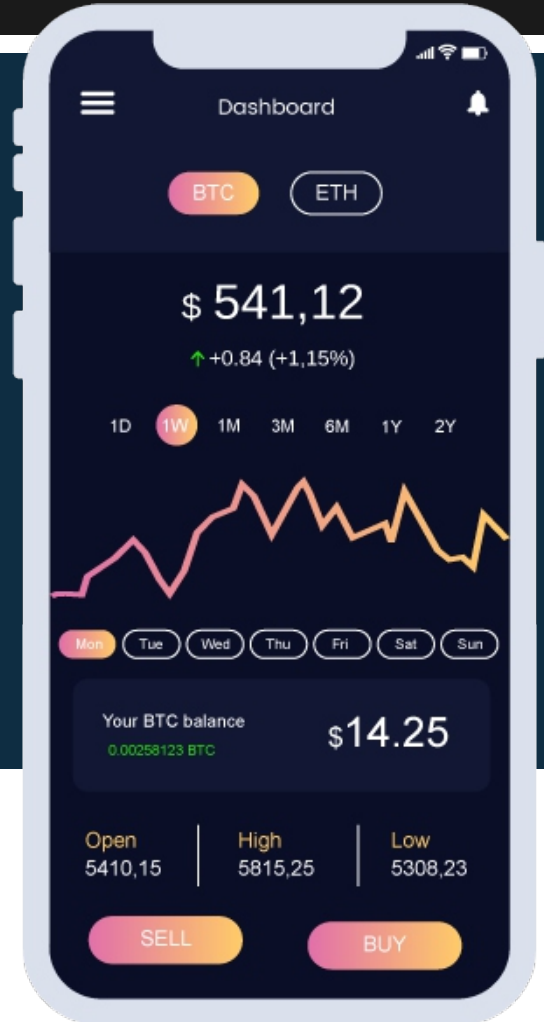 Dashboard
BTC ETH
$ 541,12
+0.84 (+1,15%)
1D 1W 1M 3M 6M 1Y 2Y
Mon Tue Wed Thu Fri Sat Sun
Your BTC balance $14.25
0.00258123 BTC
Open High Low
5410,15 5815,25 5308,23
SELL BUY